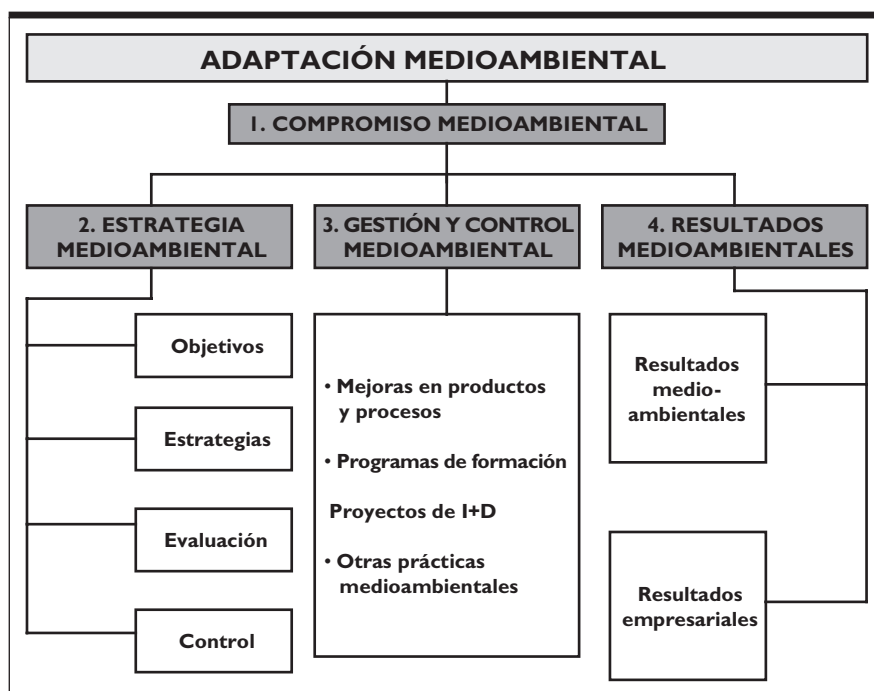 ADAPTACIÓN MEDIOAMBIENTAL
1. COMPROMISO MEDIOAMBIENTAL
2. ESTRATEGIA
MEDIOAMBIENTAL
3. GESTIÓN Y CONTROL
MEDIOAMBIENTAL
4. RESULTADOS
MEDIOAMBIENTALES
Objetivos
Estrategias
Evaluación
Control
• Mejoras en productos
y procesos
• Programas de formación
Proyectos de I+D
• Otras prácticas
medioambientales
Resultados
medio-
ambientales
Resultados
empresariales